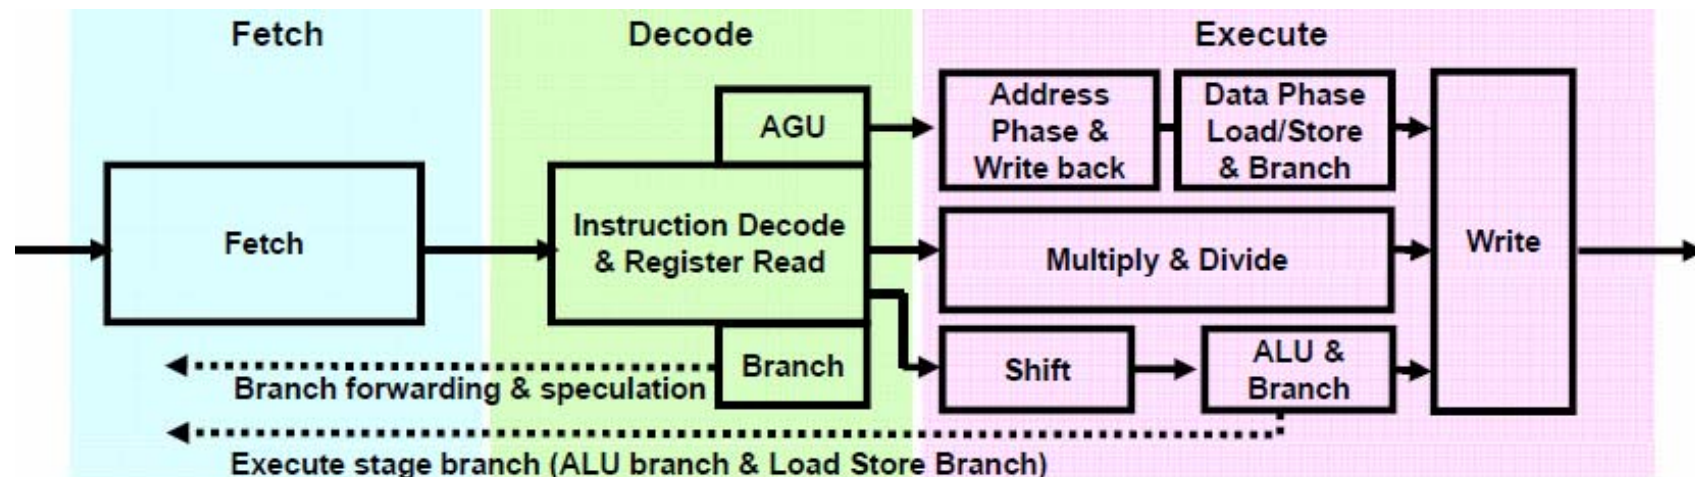 Fetch
Decode
Execute
AGU
Address
Phase &
Write back
Data Phase
Load/Store
& Branch
Fetch
Instruction Decode
& Register Read
Multiply & Divide
Write
Branch
Shift
ALU &
Branch
Branch forwarding & speculation
Execute stage branch (ALU branch & Load Store Branch)